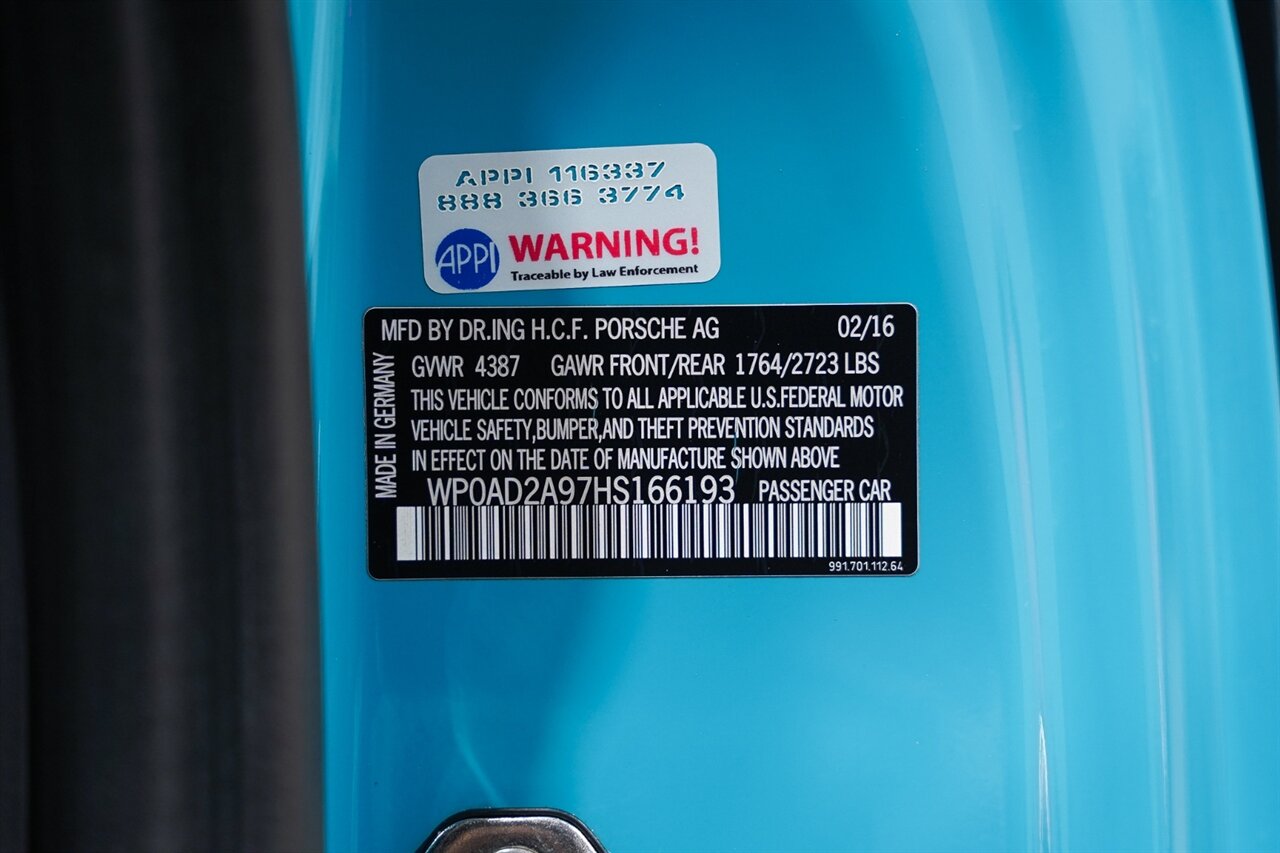 APPI 116337
888 366 3774
APPI WARNING!
Traceable by Law Enforcement
MFD BY DR.ING H.C.F. PORSCHE AG 02/16
MADE IN GERMANY
GVWR 4387 GAWR FRONT/REAR 1764/2723 LBS
THIS VEHICLE CONFORMS TO ALL APPLICABLE U.S.FEDERAL MOTOR
VEHICLE SAFETY,BUMPER,AND THEFT PREVENTION STANDARDS
IN EFFECT ON THE DATE OF MANUFACTURE SHOWN ABOVE
WP0AD2A97HS166193 PASSENGER CAR
991.701.112.64